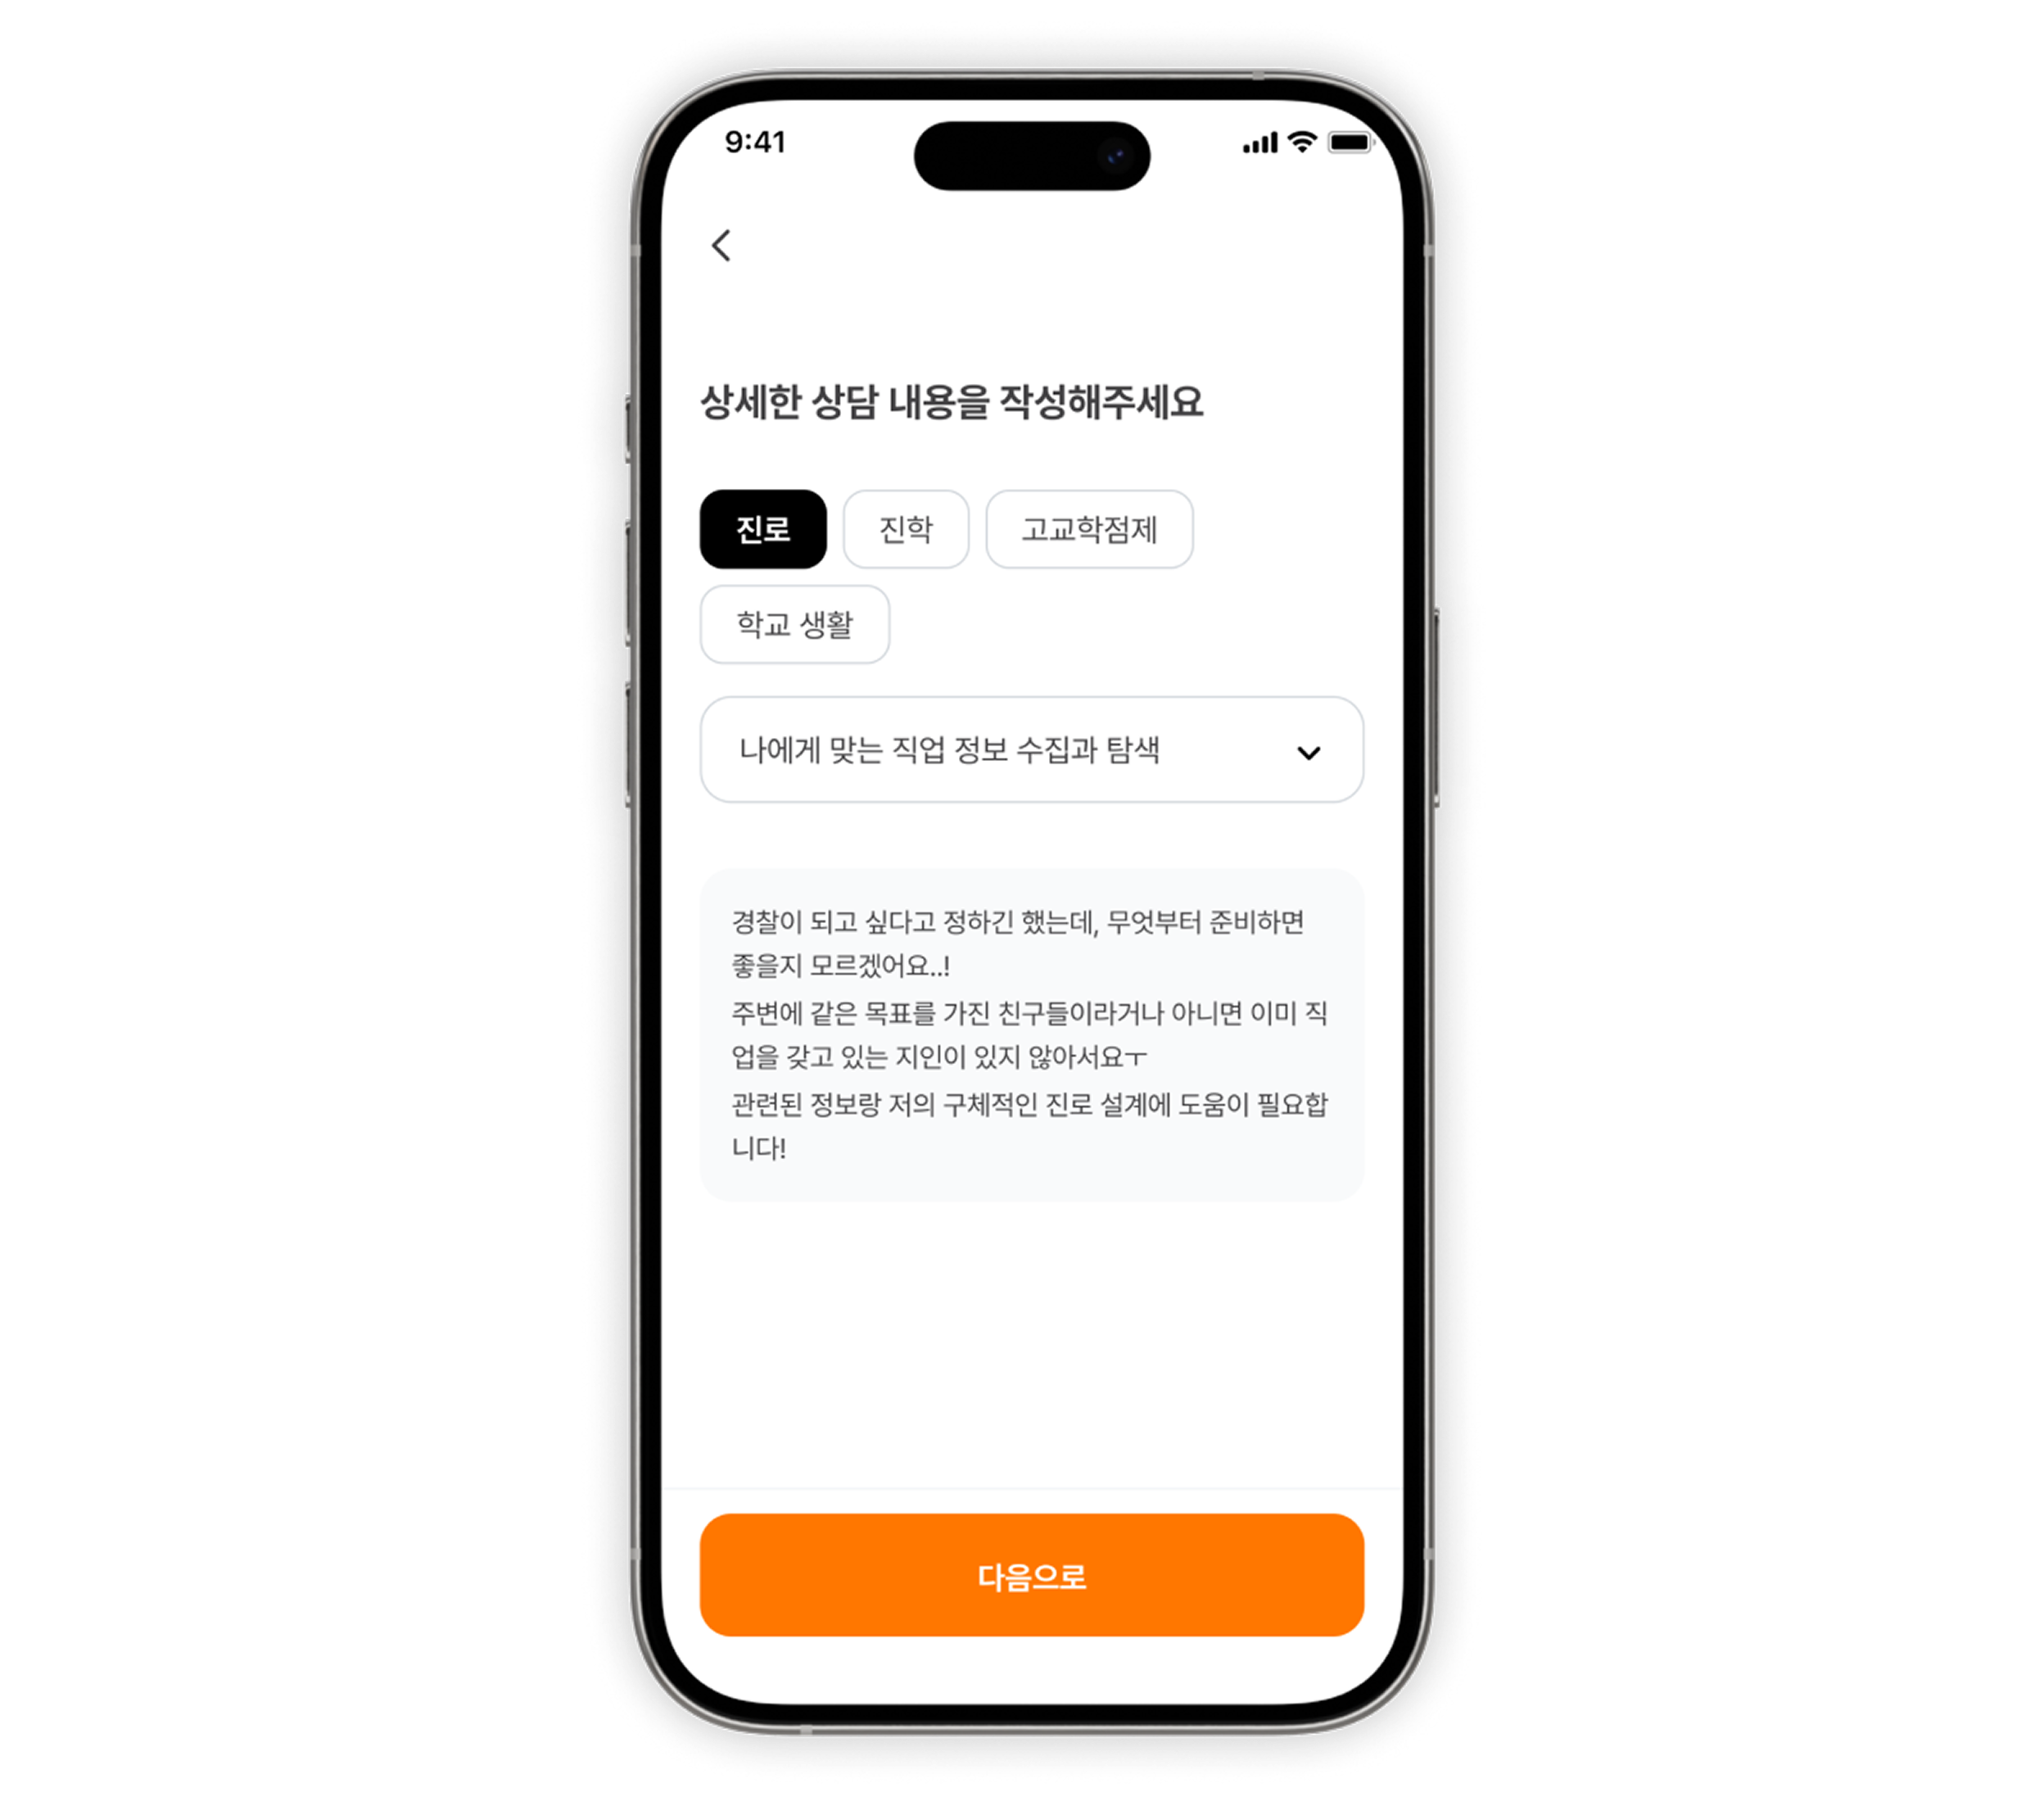 9:41
상세한 상담 내용을 작성해주세요
진로 진학 고교학점제
학교 생활
나에게 맞는 직업 정보 수집과 탐색
경찰이 되고 싶다고 정하긴 했는데, 무엇부터 준비하면
좋을지 모르겠어요..!
주변에 같은 목표를 가진 친구들이라거나 아니면 이미 직
업을 갖고 있는 지인이 있지 않아서요ㅜ
관련된 정보랑 저의 구체적인 진로 설계에 도움이 필요합
니다!
다음으로